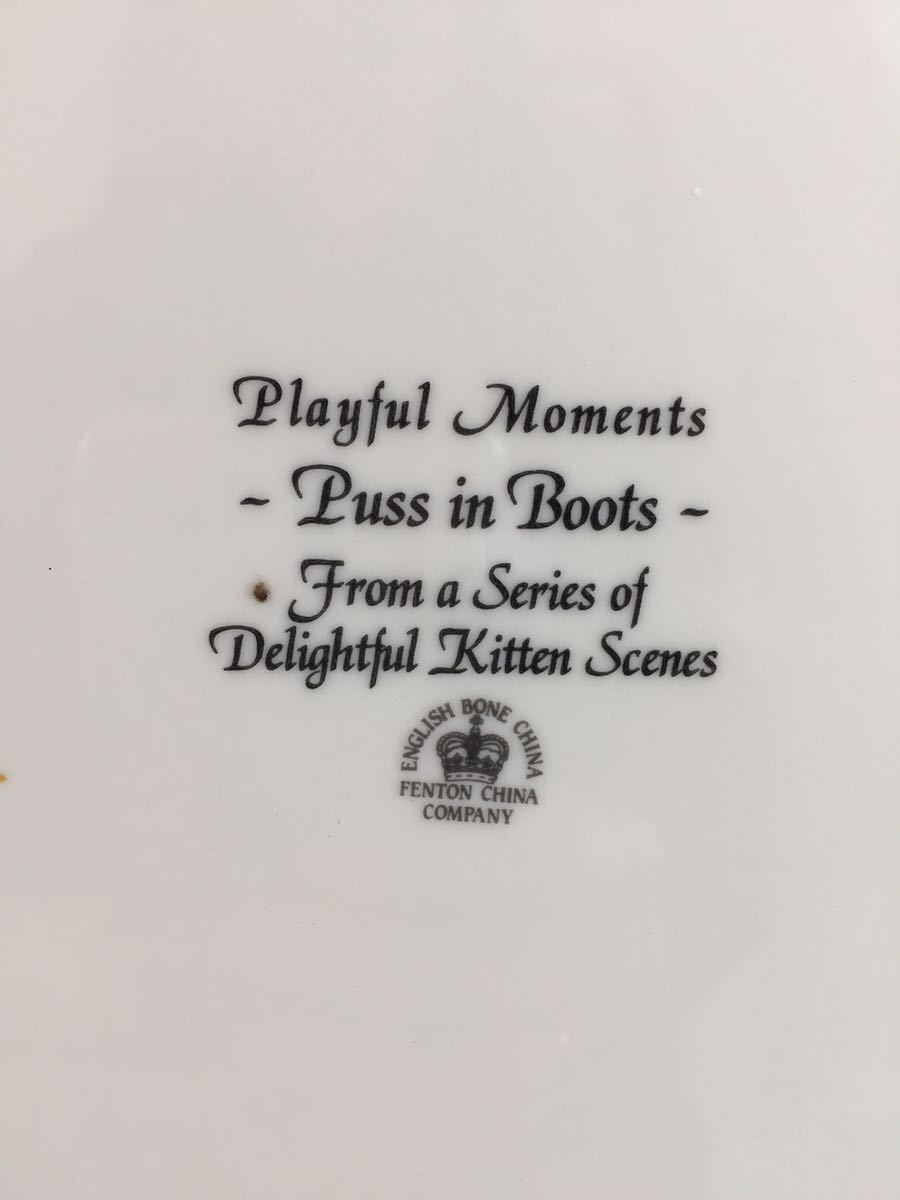 Playful Moments
~ Puss in Boots ~
From a Series of
Delightful Kitten Scenes
ENGLISH BONE CHINA
FENTON CHINA
COMPANY